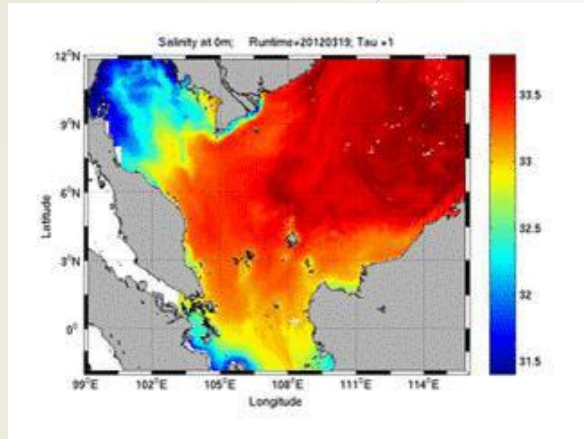 Salinity at 0m; Runtime=20120319; Tau =1
12°N
9°N
6°N
3°N
0°
Latitude
99°E 102°E 105°E 108°E 111°E 114°E
Longitude
33.5
33
32.5
32
31.5